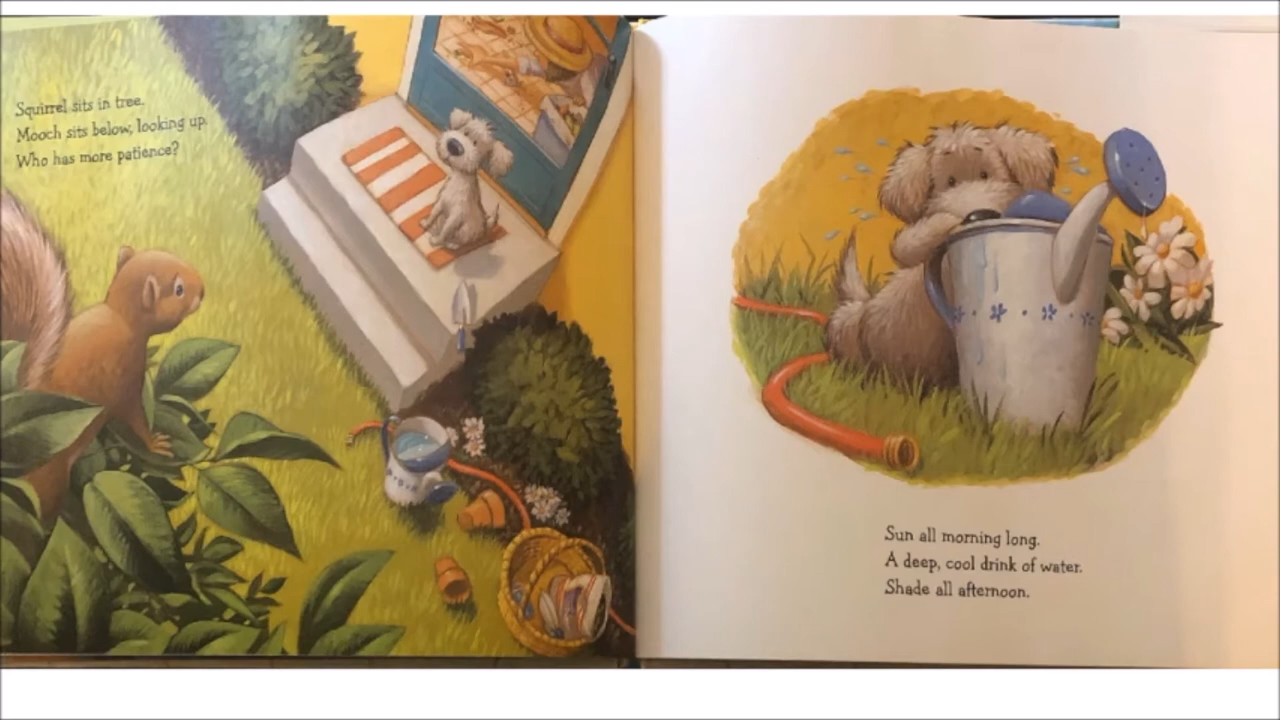 Squirrel sits in tree.
Mooch sits below, looking up.
Who has more patience?
Sun all morning long.
A deep, cool drink of water.
Shade all afternoon.